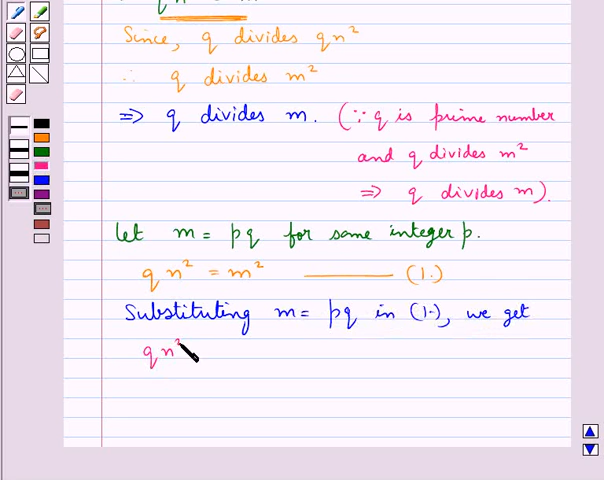 Since, q divides qn²
∴ q divides m²
⇒ q divides m. (∵ q is prime number
and q divides m²
⇒ q divides m).
Let m = pq for some integer p.
qn² = m² ——— (1.)
Substituting m = pq in (1.), we get
qn²